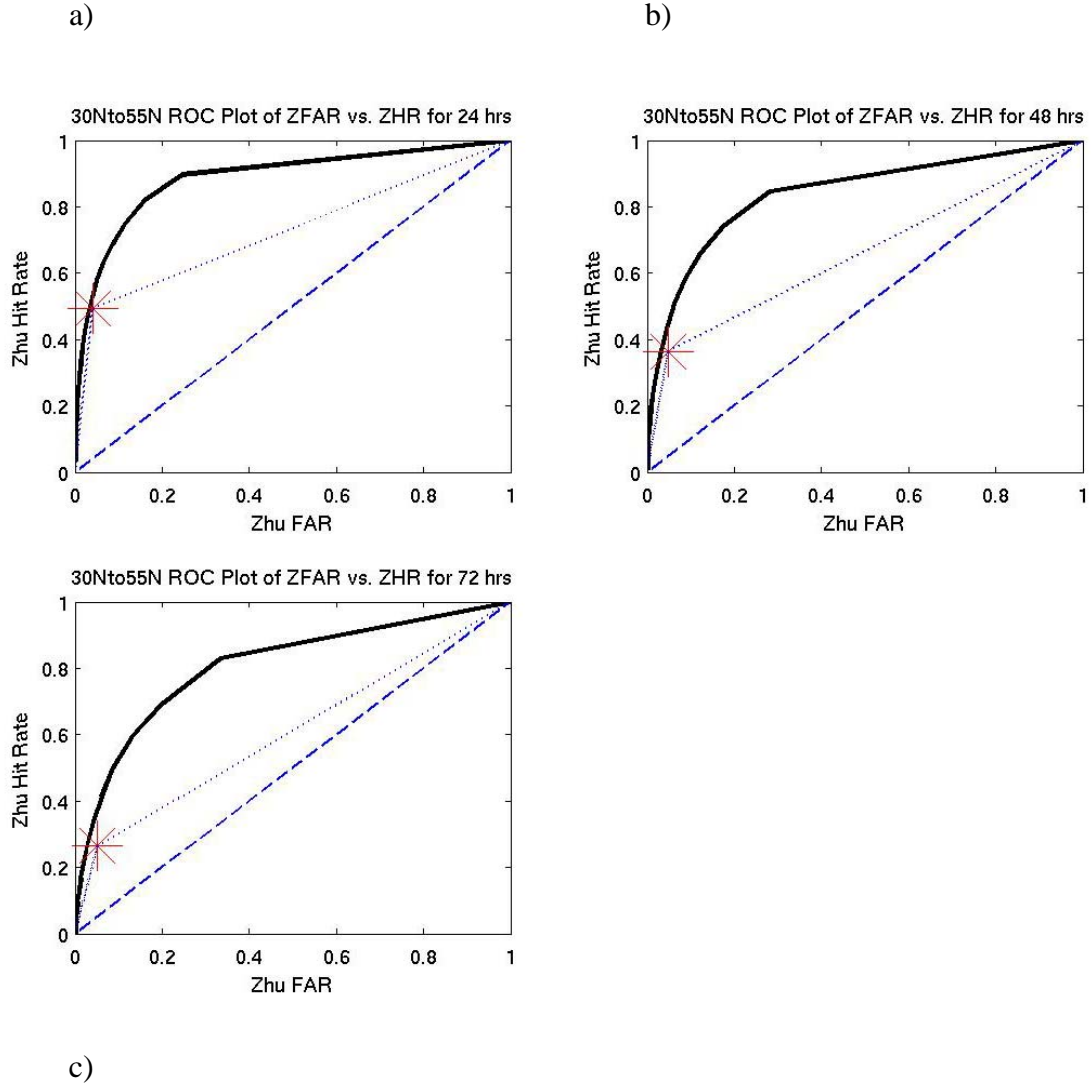 a)
b)
30Nto55N ROC Plot of ZFAR vs. ZHR for 24 hrs
1
0.8
0.6
0.4
0.2
0
Zhu Hit Rate
0 0.2 0.4 0.6 0.8 1
Zhu FAR
30Nto55N ROC Plot of ZFAR vs. ZHR for 48 hrs
1
0.8
0.6
0.4
0.2
0
Zhu Hit Rate
0 0.2 0.4 0.6 0.8 1
Zhu FAR
30Nto55N ROC Plot of ZFAR vs. ZHR for 72 hrs
1
0.8
0.6
0.4
0.2
0
Zhu Hit Rate
0 0.2 0.4 0.6 0.8 1
Zhu FAR
c)